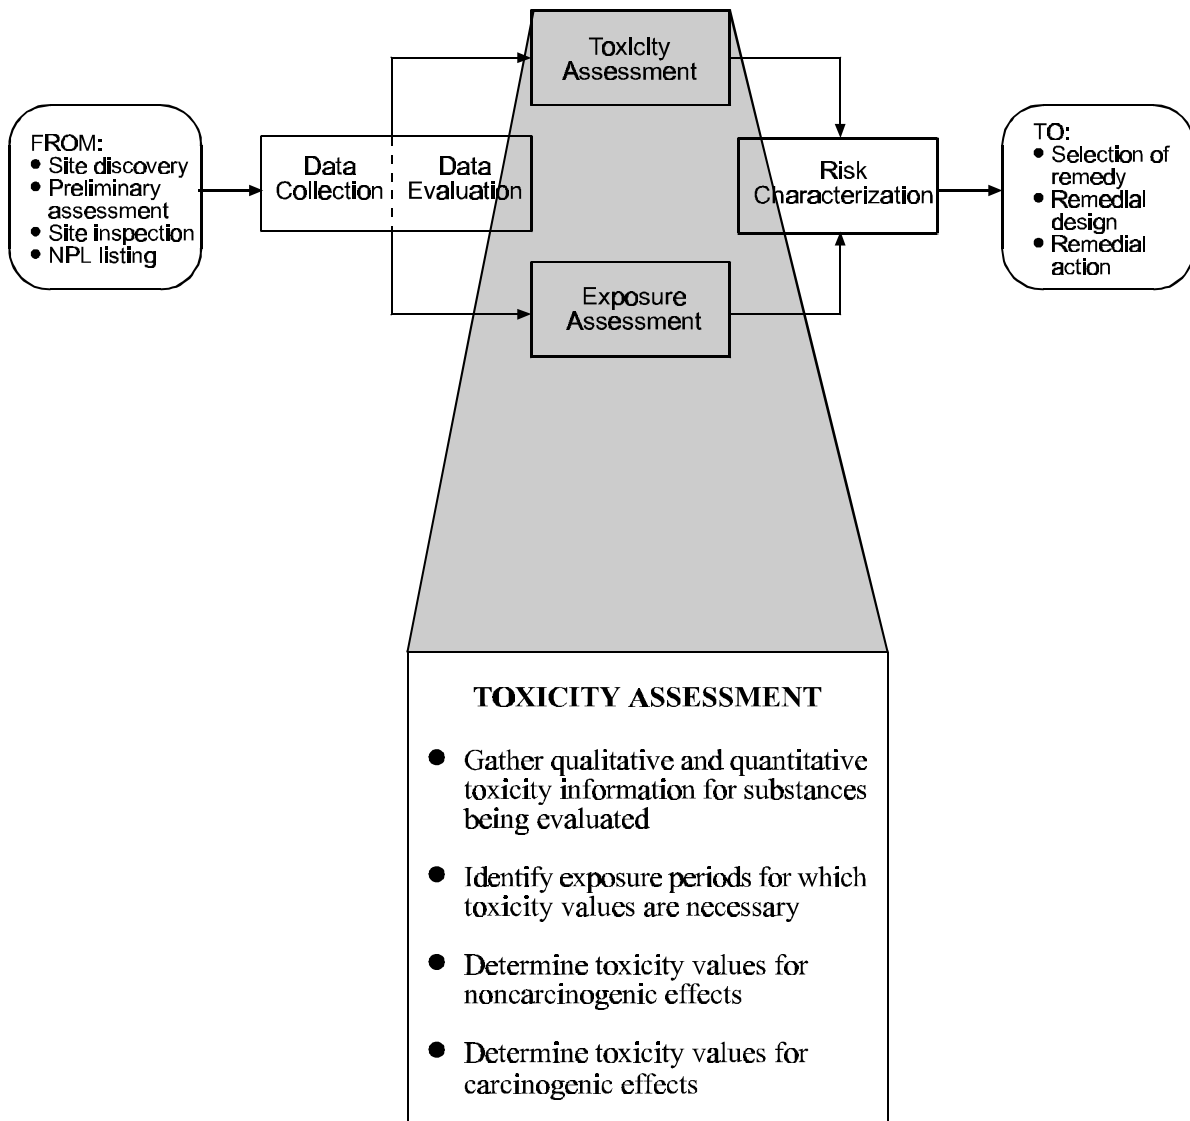 Toxicity
Assessment
FROM:
● Site discovery
● Preliminary
assessment
● Site inspection
● NPL listing
Data
Collection
Data
Evaluation
Risk
Characterization
TO:
● Selection of
remedy
● Remedial
design
● Remedial
action
Exposure
Assessment
TOXICITY ASSESSMENT
● Gather qualitative and quantitative
toxicity information for substances
being evaluated
● Identify exposure periods for which
toxicity values are necessary
● Determine toxicity values for
noncarcinogenic effects
● Determine toxicity values for
carcinogenic effects